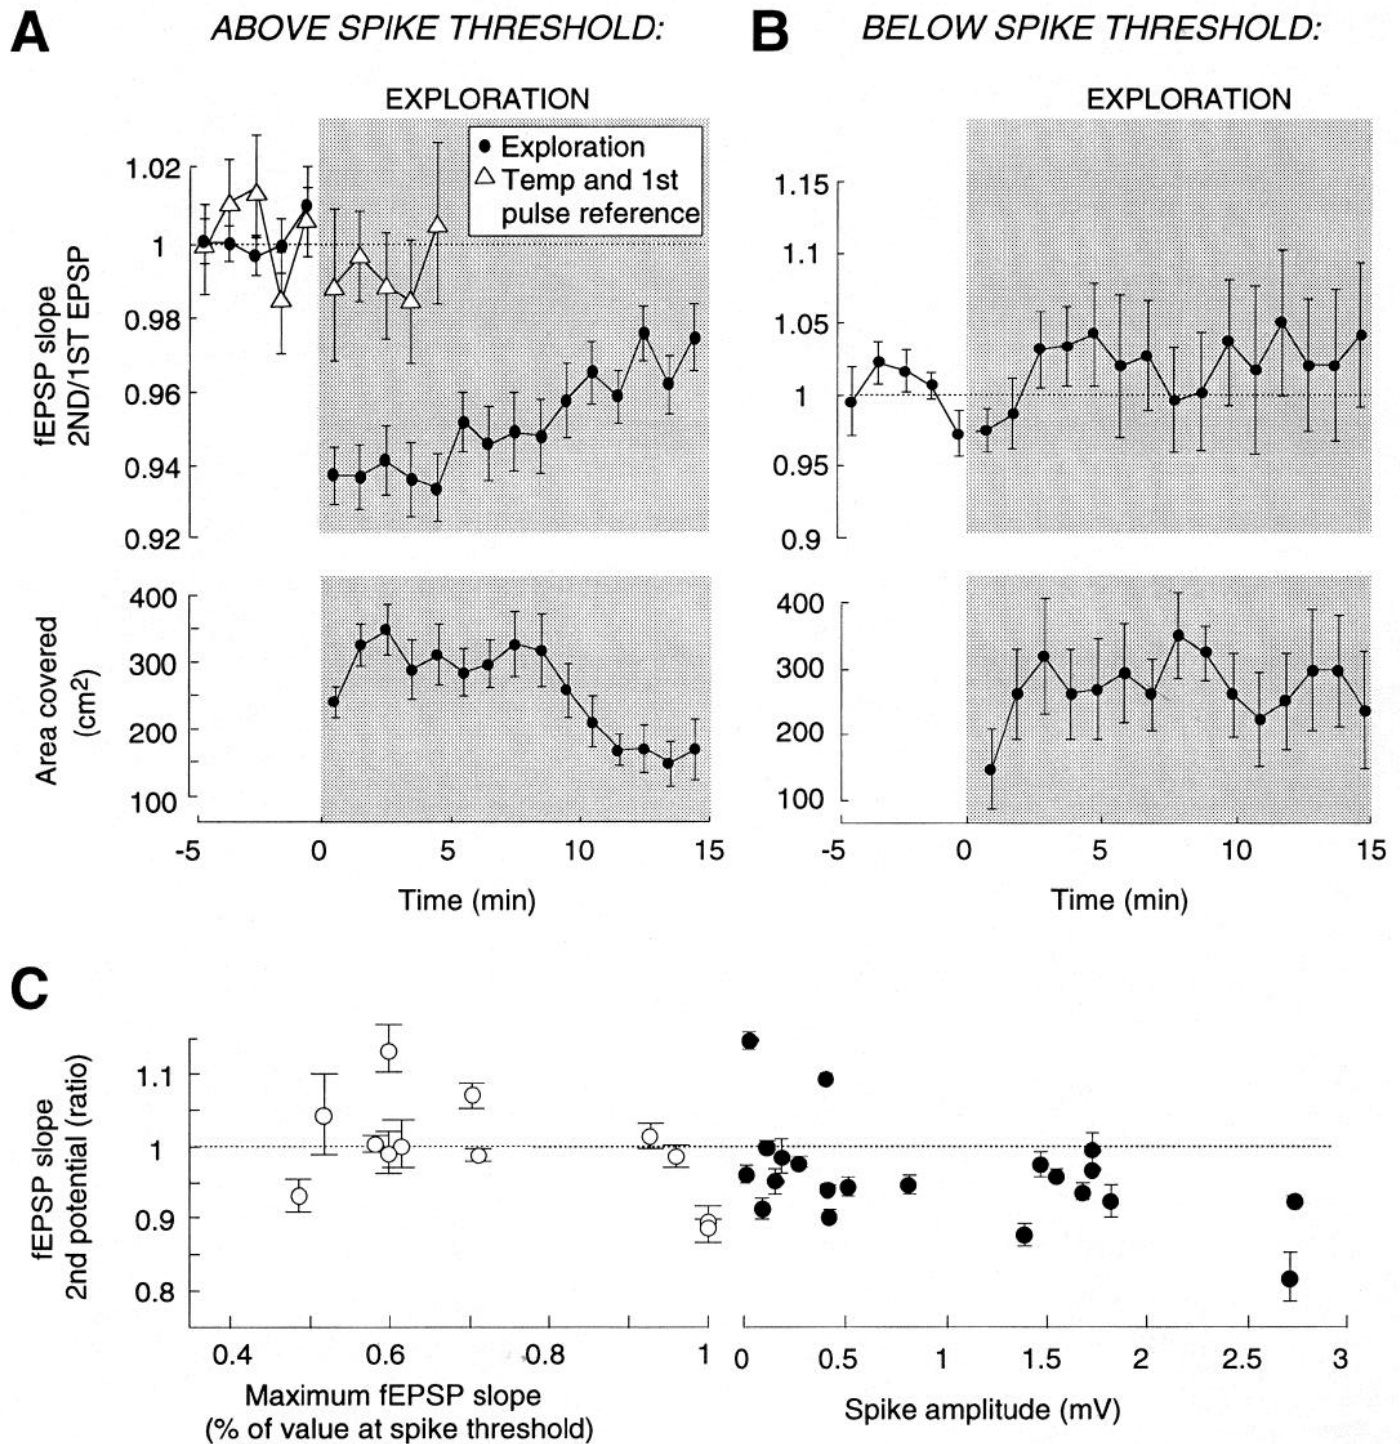 A
ABOVE SPIKE THRESHOLD:
EXPLORATION
Exploration
Temp and 1st
pulse reference
1.02
1
0.98
0.96
0.94
0.92
fEPSP slope
2ND/1ST EPSP
400
300
200
100
Area covered
(cm2)
-5 0 5 10 15
Time (min)
B
BELOW SPIKE THRESHOLD:
EXPLORATION
1.15
1.1
1.05
1
0.95
0.9
400
300
200
100
-5 0 5 10 15
Time (min)
C
fEPSP slope
2nd potential (ratio)
1.1
1
0.9
0.8
0.4 0.6 0.8 1
Maximum fEPSP slope
(% of value at spike threshold)
0 0.5 1 1.5 2 2.5 3
Spike amplitude (mV)